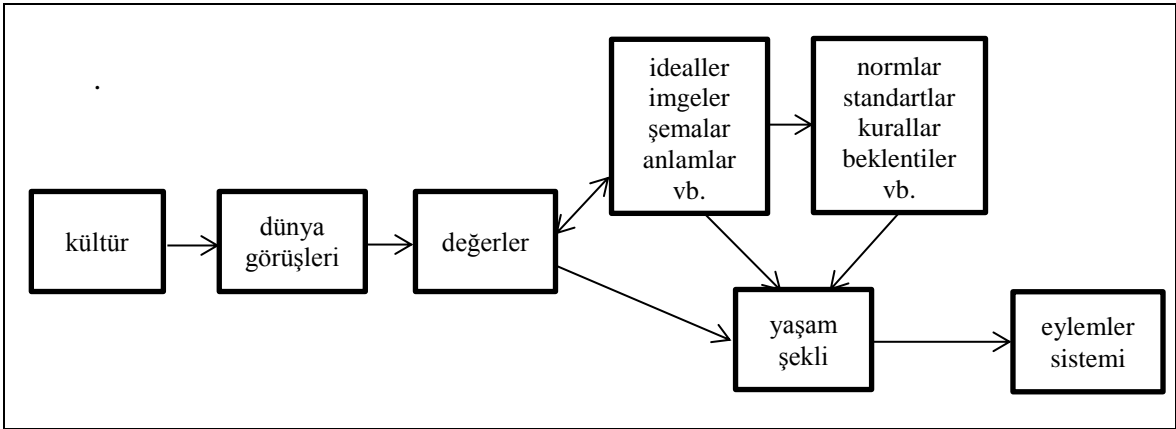 .
kültür
dünya
görüşleri
değerler
idealler
imgeler
şemalar
anlamlar
vb.
normlar
standartlar
kurallar
beklentiler
vb.
yaşam
şekli
eylemler
sistemi